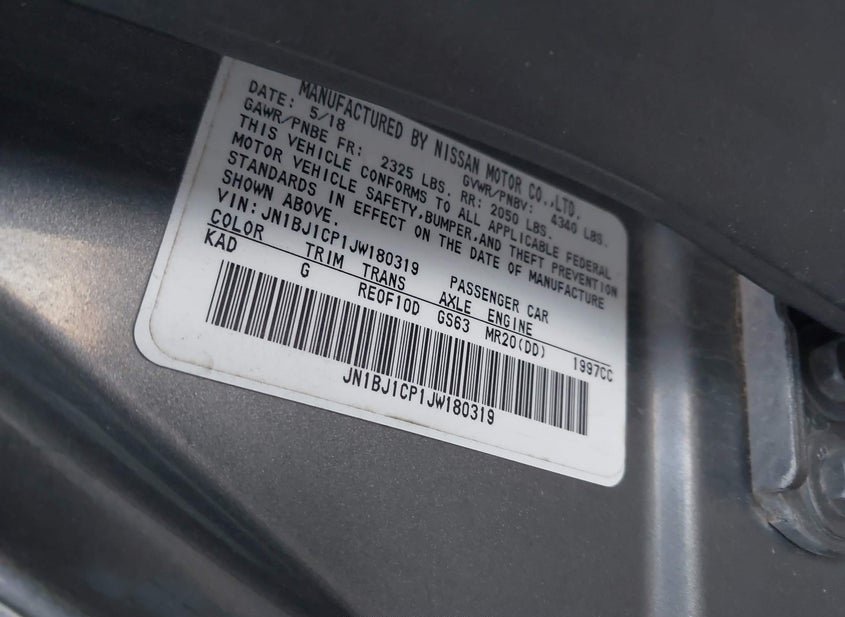 MANUFACTURED BY NISSAN MOTOR CO.,LTD.
DATE: 5/18 GVWR/PNBV: 4340 LBS.
GAWR/PNBE FR: 2325 LBS. RR: 2050 LBS.
THIS VEHICLE CONFORMS TO ALL APPLICABLE FEDERAL
MOTOR VEHICLE SAFETY,BUMPER,AND THEFT PREVENTION
STANDARDS IN EFFECT ON THE DATE OF MANUFACTURE
SHOWN ABOVE.
VIN:JN1BJ1CP1JW180319 PASSENGER CAR
COLOR TRIM TRANS AXLE ENGINE
KAD G RE0F10D GS63 MR20(DD) 1997CC
JN1BJ1CP1JW180319